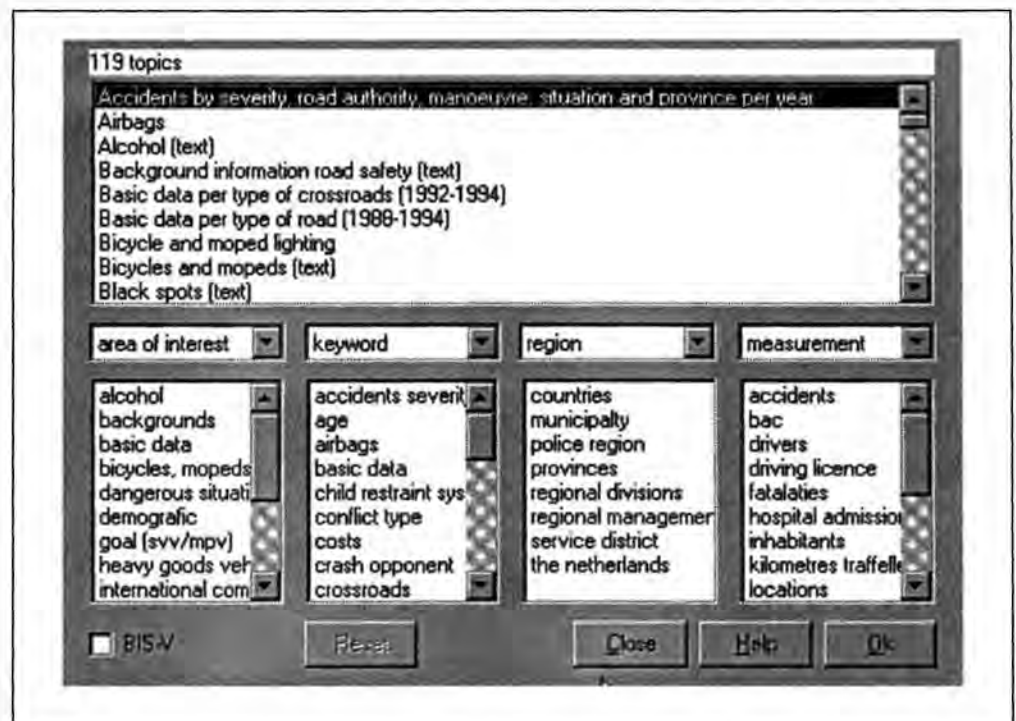 119 topics
Accidents by severity, road authority, manoeuvre, situation and province per year
Airbags
Alcohol (text)
Background information road safety (text)
Basic data per type of crossroads (1992-1994)
Basic data per type of road (1988-1994)
Bicycle and moped lighting
Bicycles and mopeds (text)
Black spots (text)
area of interest
keyword
region
measurement
alcohol
backgrounds
basic data
bicycles, mopeds
dangerous situati
demografic
goal (svv/mpv)
heavy goods veh
international com
accidents severit
age
airbags
basic data
child restraint sys
conflict type
costs
crash opponent
crossroads
countries
municipalty
police region
provinces
regional divisions
regional managemer
service district
the netherlands
accidents
bac
drivers
driving licence
fatalaties
hospital admission
inhabitants
kilometres traffelle
locations
BIS-V
Reset
Close
Help
Ok